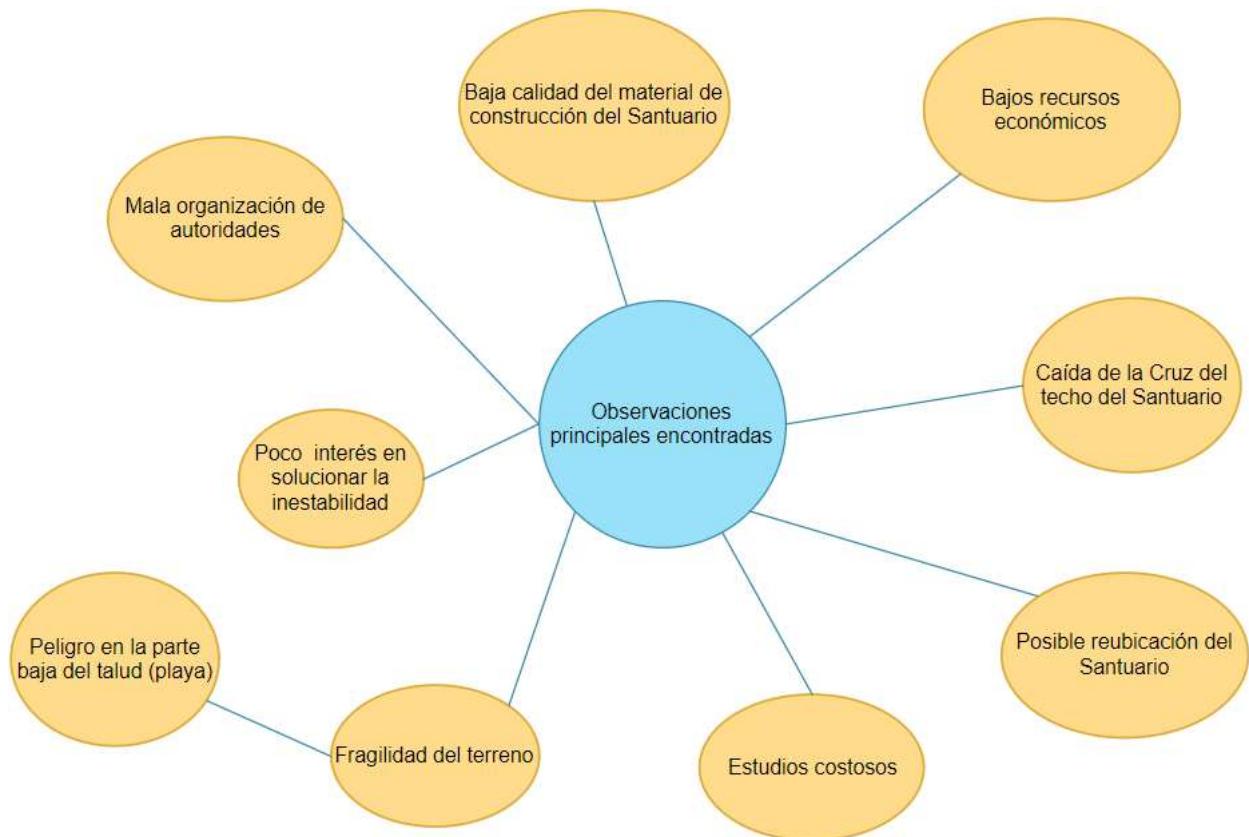 Baja calidad del material de
construcción del Santuario
Bajos recursos
económicos
Mala organización de
autoridades
Caída de la Cruz del
techo del Santuario
Observaciones
principales encontradas
Poco interés en
solucionar la
inestabilidad
Peligro en la parte
baja del talud (playa)
Posible reubicación del
Santuario
Fragilidad del terreno
Estudios costosos